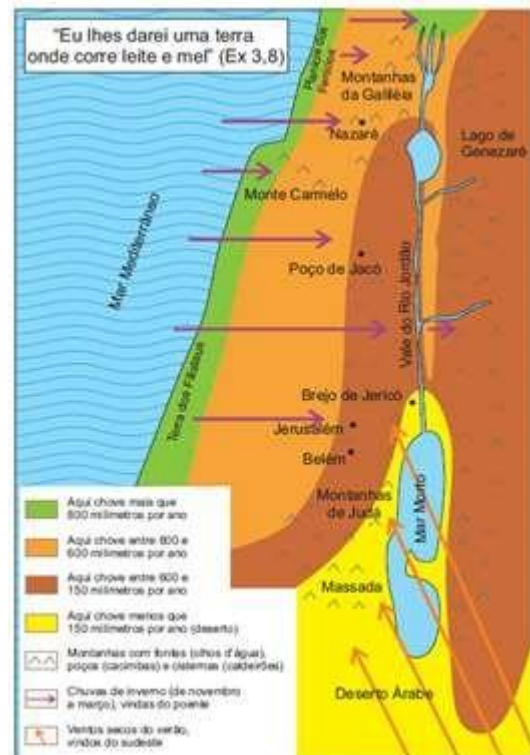 "Eu lhes darei uma terra
onde corre leite e mel" (Ex 3,8)
Planície dos
Fenícios
Montanhas
da Galiléia
Nazaré
Lago de
Genezaré
Monte Carmelo
Mar Mediterrâneo
Poço de Jacó
Vale do Rio Jordão
Terra dos Filisteus
Brejo de Jericó
Jerusalém
Belém
Montanhas
de Judá
Mar Morto
Massada
Deserto Árabe
Aqui chove mais que
800 milímetros por ano
Aqui chove entre 800 e
600 milímetros por ano
Aqui chove entre 600 e
150 milímetros por ano
Aqui chove menos que
150 milímetros por ano (deserto)
Montanhas com fontes (olhos d'água),
poços (cacimbas) e cisternas (caldeirões)
Chuvas de inverno (de novembro
a março), vindas do poente
Ventos secos do verão,
vindos do sudeste